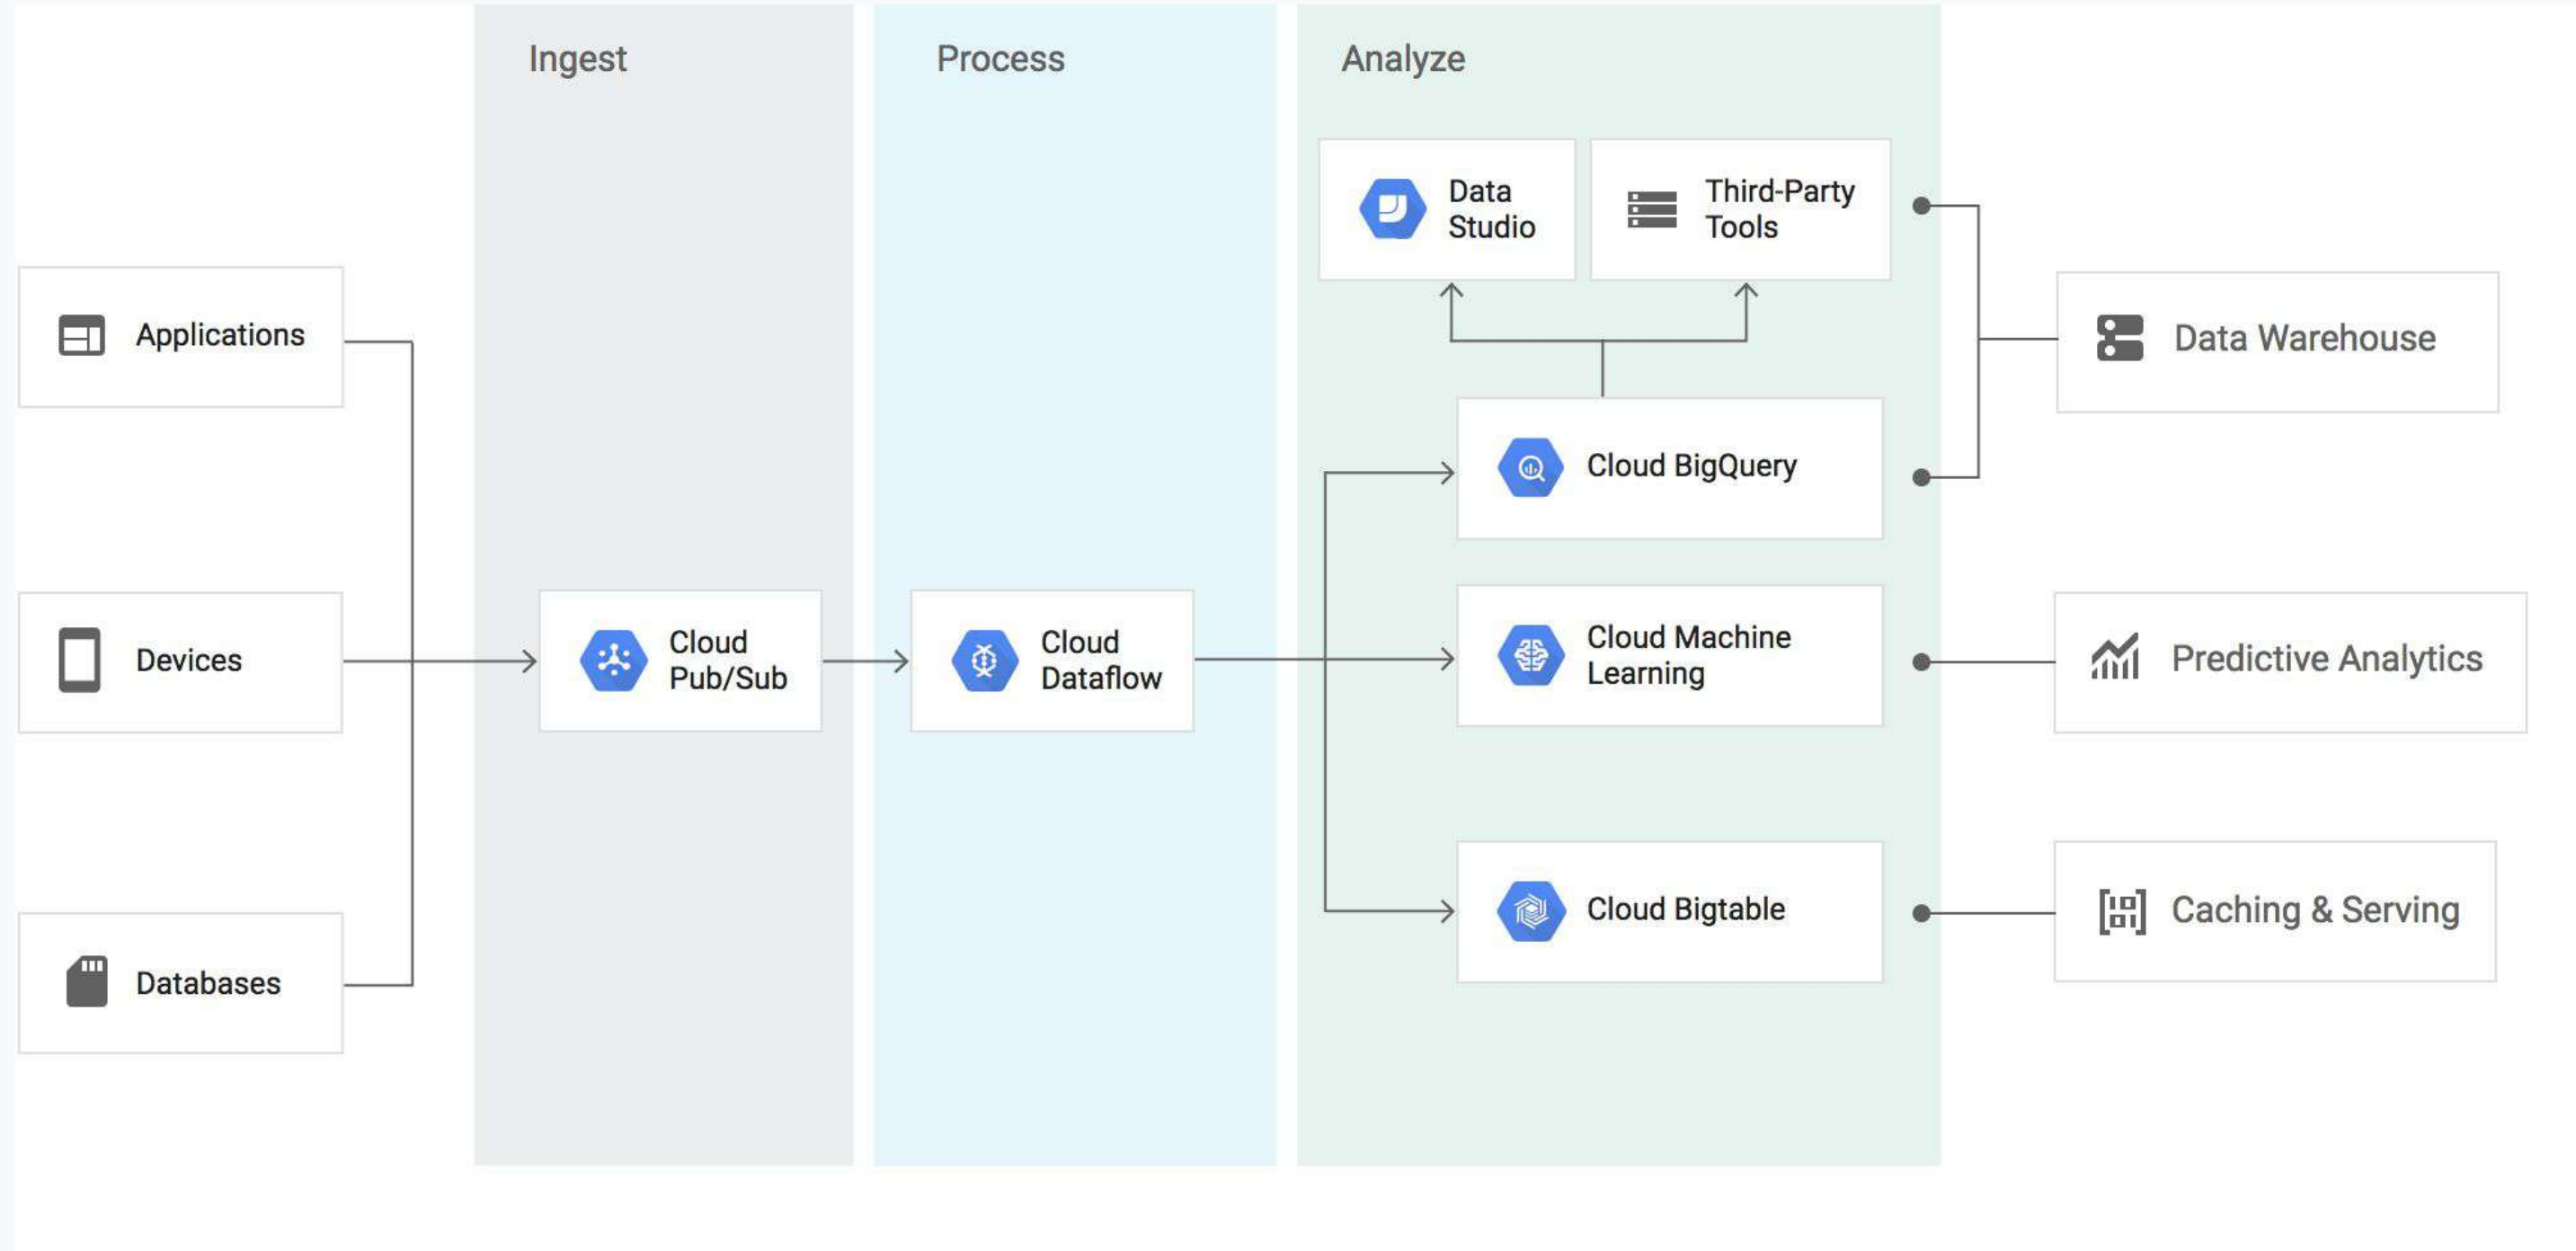 Ingest
Process
Analyze
Data
Studio
Third-Party
Tools
Applications
Data Warehouse
Cloud BigQuery
Devices
Cloud
Pub/Sub
Cloud
Dataflow
Cloud Machine
Learning
Predictive Analytics
Cloud Bigtable
Caching & Serving
Databases